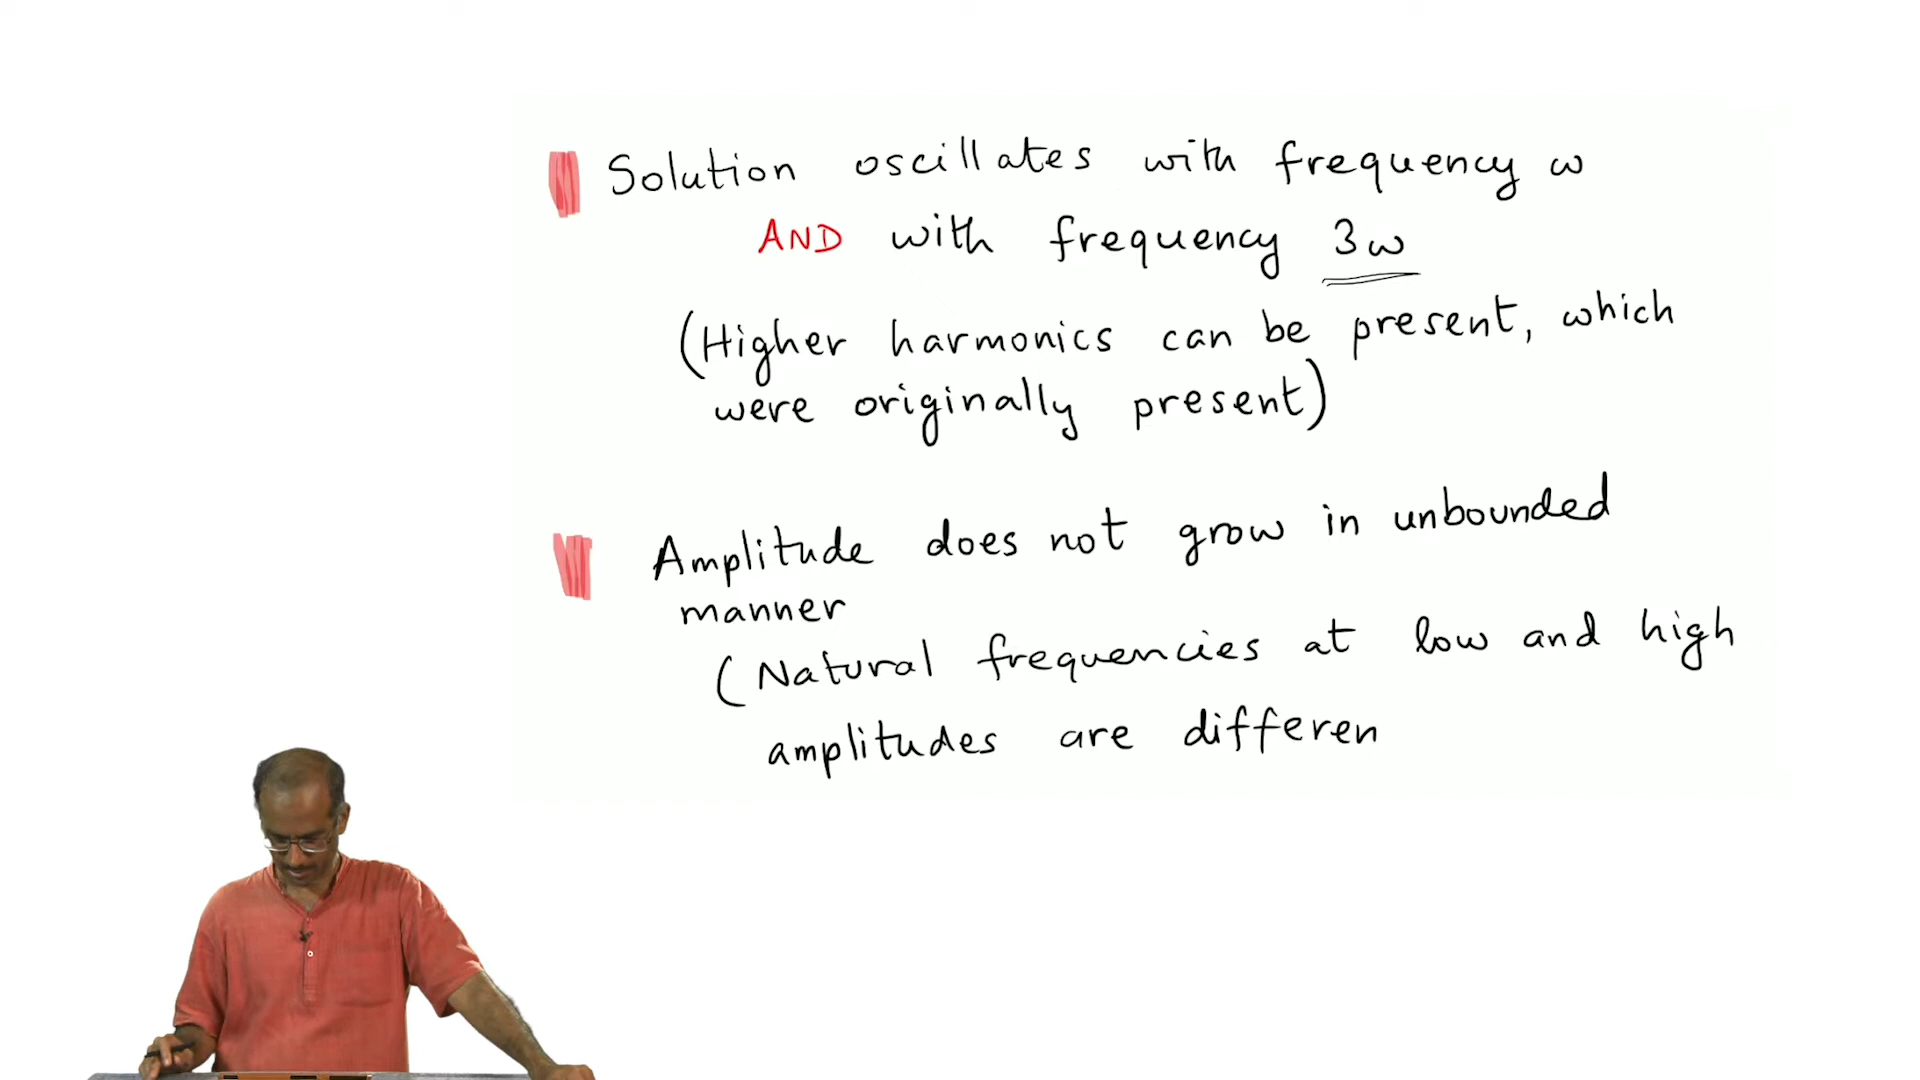 Solution oscillates with frequency ω
AND with frequency 3ω
(Higher harmonics can be present, which
were originally present)
Amplitude does not grow in unbounded
manner
(Natural frequencies at low and high
amplitudes are differen